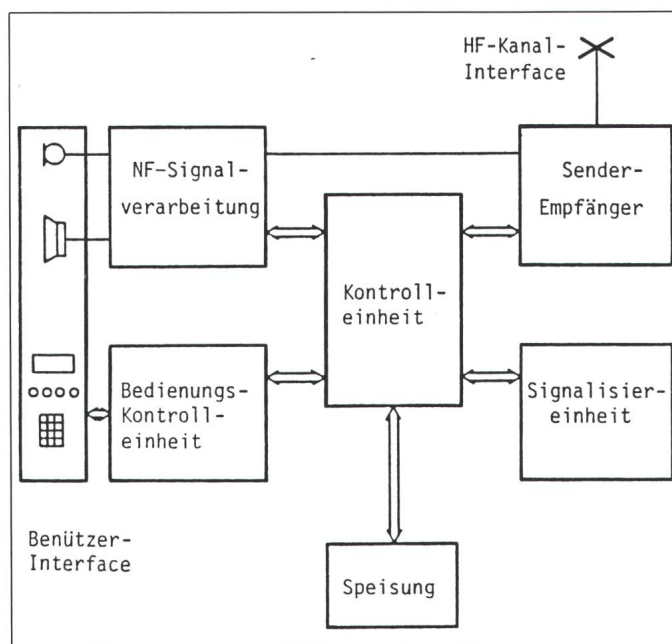 HF-Kanal-
Interface
NF-Signal-
verarbeitung
Sender-
Empfänger
Kontroll-
einheit
Bedienungs-
Kontroll-
einheit
Signalisier-
einheit
Benützer-
Interface
Speisung